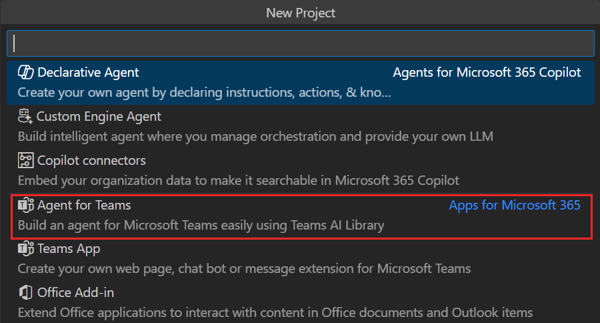 New Project
Declarative Agent Agents for Microsoft 365 Copilot
Create your own agent by declaring instructions, actions, & kno...
Custom Engine Agent
Build intelligent agent where you manage orchestration and provide your own LLM
Copilot connectors
Embed your organization data to make it searchable in Microsoft 365 Copilot
Agent for Teams Apps for Microsoft 365
Build an agent for Microsoft Teams easily using Teams AI Library
Teams App
Create your own web page, chat bot or message extension for Microsoft Teams
Office Add-in
Extend Office applications to interact with content in Office documents and Outlook items